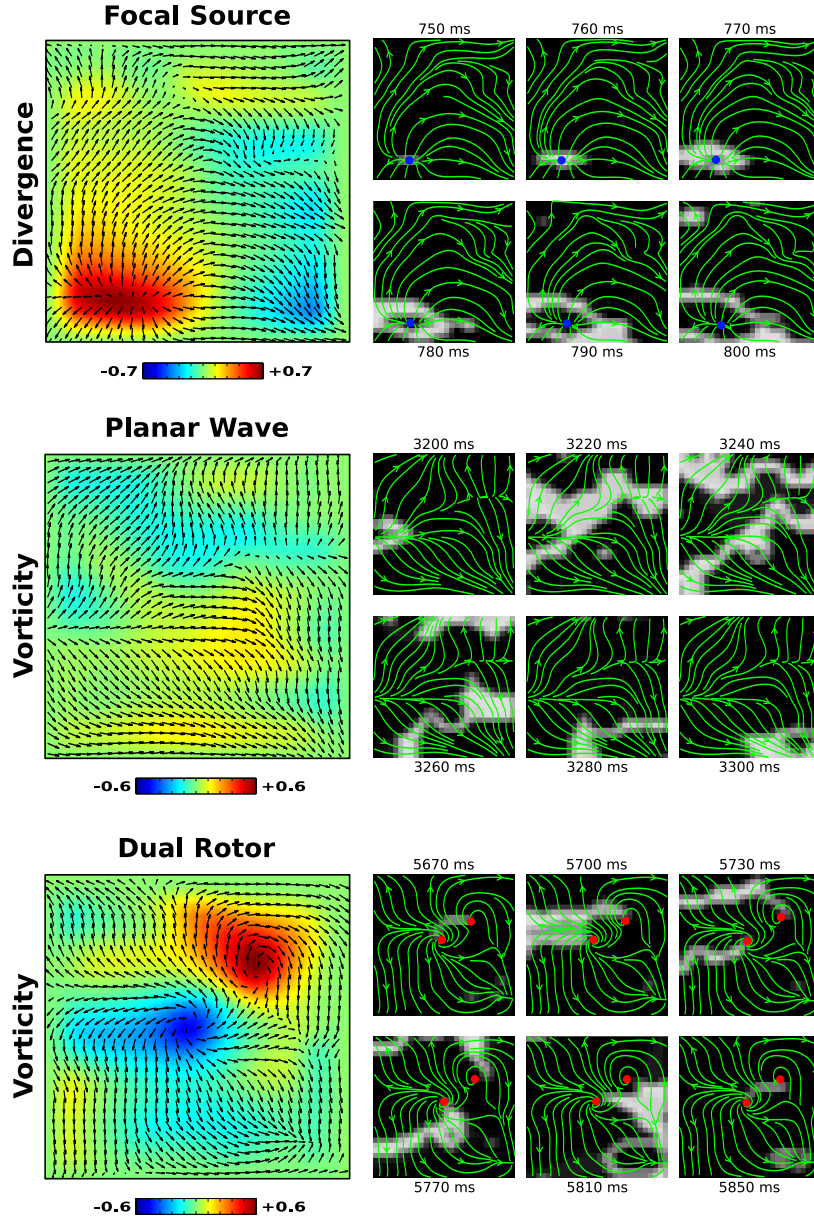 Focal Source
Divergence
750 ms
760 ms
770 ms
780 ms
790 ms
800 ms
-0.7
+0.7
Planar Wave
Vorticity
3200 ms
3220 ms
3240 ms
3260 ms
3280 ms
3300 ms
-0.6
+0.6
Dual Rotor
Vorticity
5670 ms
5700 ms
5730 ms
5770 ms
5810 ms
5850 ms
-0.6
+0.6